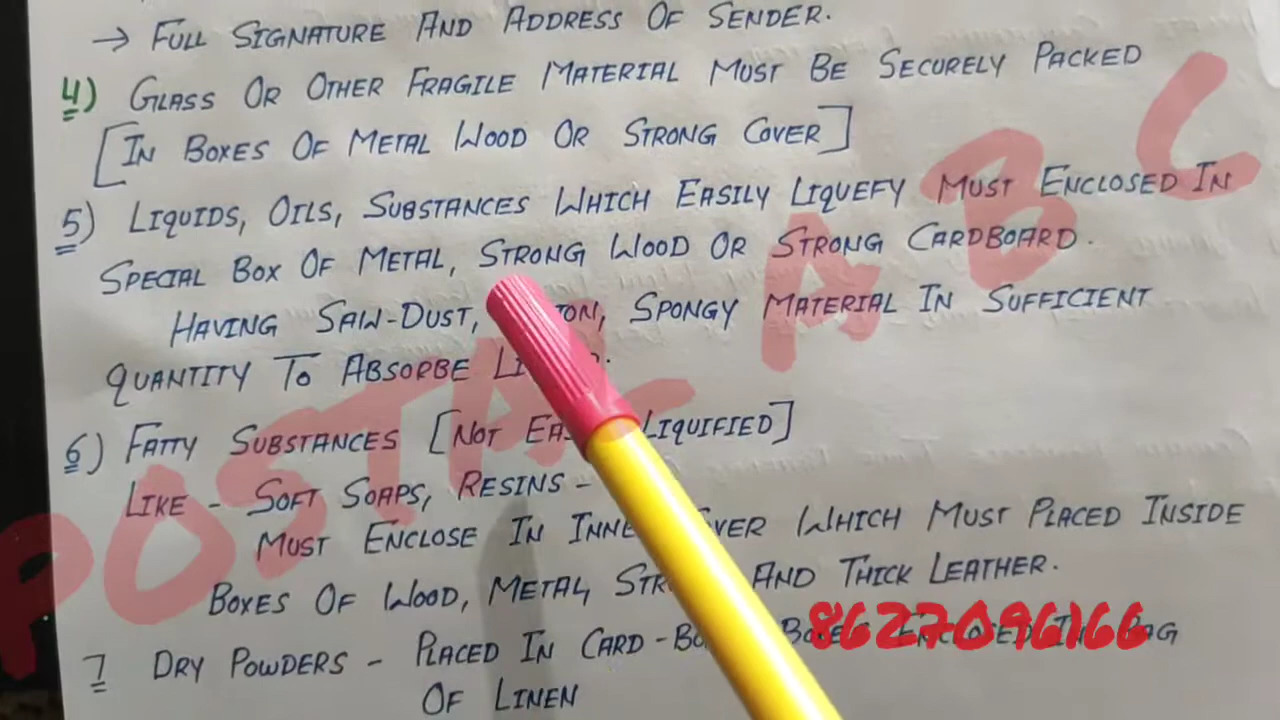 → FULL SIGNATURE AND ADDRESS OF SENDER.
4) GLASS OR OTHER FRAGILE MATERIAL MUST BE SECURELY PACKED
[IN BOXES OF METAL WOOD OR STRONG COVER]
5) LIQUIDS, OILS, SUBSTANCES WHICH EASILY LIQUEFY MUST ENCLOSED IN
SPECIAL BOX OF METAL, STRONG WOOD OR STRONG CARDBOARD.
HAVING SAW-DUST, SPONGY MATERIAL IN SUFFICIENT
QUANTITY TO ABSORBE
6) FATTY SUBSTANCES [NOT LIQUIFIED]
LIKE - SOFT SOAPS, RESINS -
MUST ENCLOSE IN WHICH MUST PLACED INSIDE
BOXES OF WOOD, METAL, AND THICK LEATHER.
7 DRY POWDERS - PLACED IN CARD- ENCLOSED IN BAG
OF LINEN
POSTAL ABC
8627096166